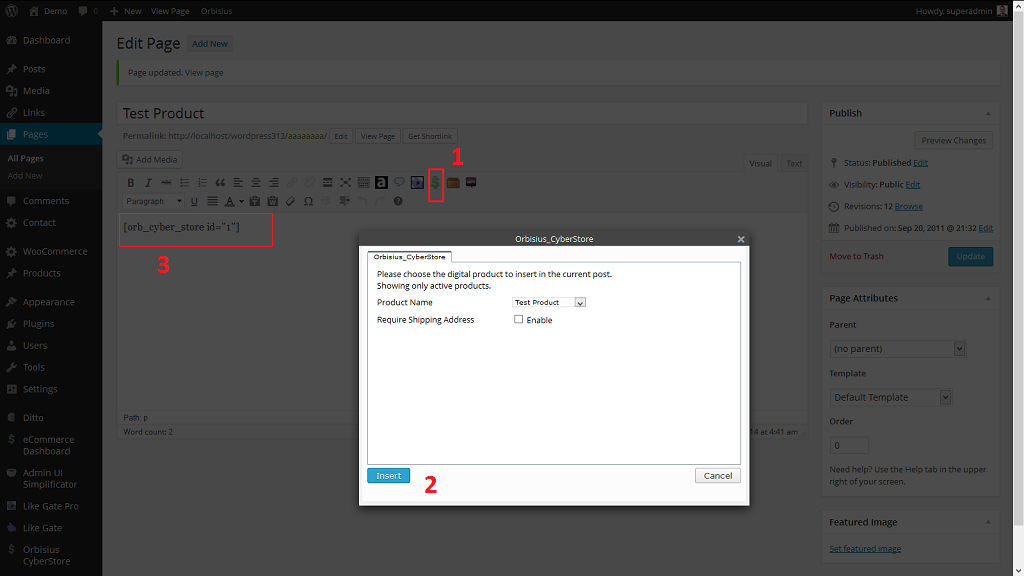 Demo
0
New
View Page
Orbisius
Howdy, superadmin
Dashboard
Posts
Media
Links
Pages
All Pages
Add New
Comments
Contact
WooCommerce
Products
Appearance
Plugins
Users
Tools
Settings
Ditto
eCommerce
Dashboard
Admin UI
Simplificator
Like Gate Pro
Like Gate
Orbisius
CyberStore
Edit Page
Add New
Page updated. View page
Test Product
Permalink: http://localhost/wordpress313/aaaaaaaa/
Edit
View Page
Get Shortlink
Add Media
Visual
Text
1
Paragraph
[orb_cyber_store id="1"]
3
Path: p
Word count: 2
14 at 4:41 am
Orbisius_CyberStore
Orbisius_CyberStore
Please choose the digital product to insert in the current post.
Showing only active products.
Product Name
Test Product
Require Shipping Address
Enable
Insert
2
Cancel
Publish
Preview Changes
Status: Published Edit
Visibility: Public Edit
Revisions: 12 Browse
Published on: Sep 20, 2011 @ 21:32 Edit
Move to Trash
Update
Page Attributes
Parent
(no parent)
Template
Default Template
Order
0
Need help? Use the Help tab in the upper
right of your screen.
Featured Image
Set featured image